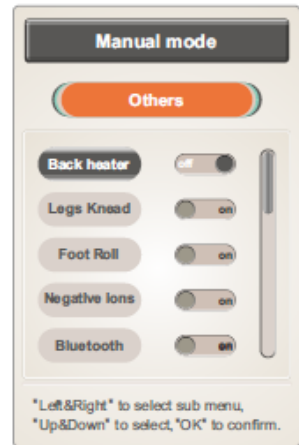 Manual mode
Others
Back heater off
Legs Knead on
Foot Roll on
Negative Ions on
Bluetooth on
"Left&Right" to select sub menu,
"Up&Down" to select, "OK" to confirm.